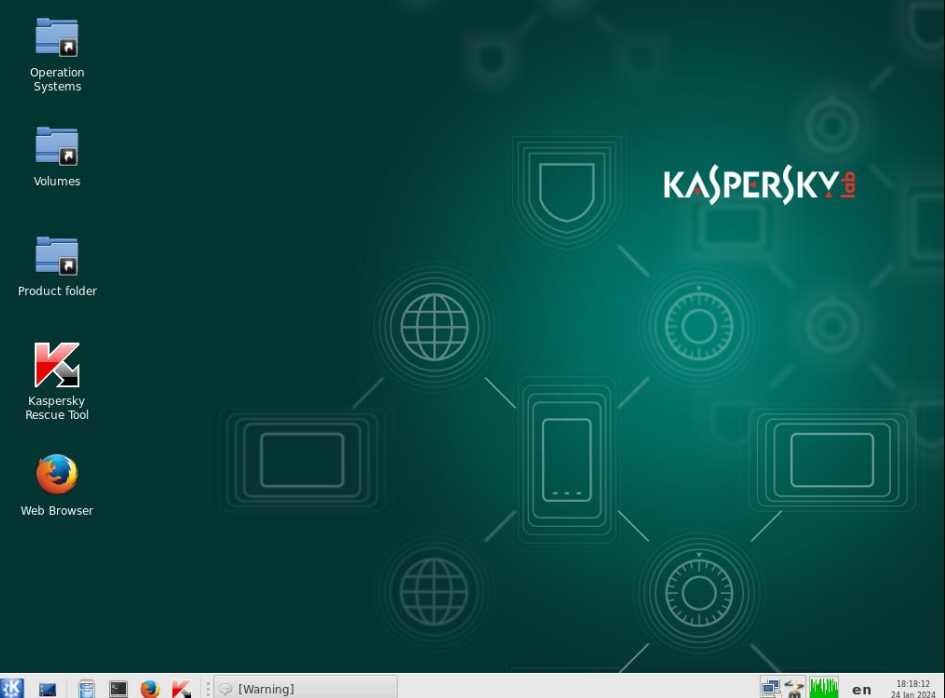 Operation
Systems
Volumes
Product folder
Kaspersky
Rescue Tool
Web Browser
KASPERSKY lab
[Warning]
en
18:18:12
24 Jan 2024